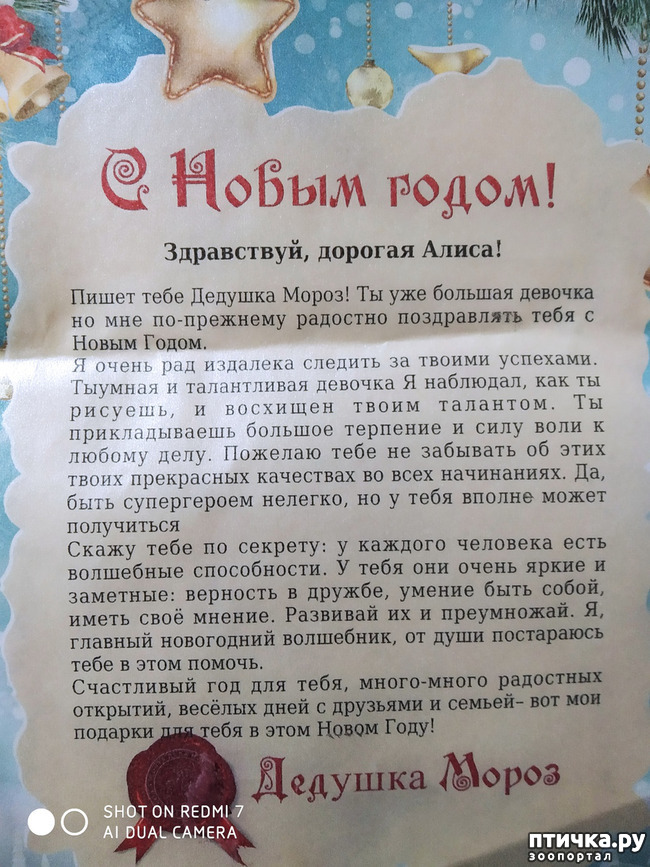 С Новым годом!
Здравствуй, дорогая Алиса!
Пишет тебе Дедушка Мороз! Ты уже большая девочка
но мне по-прежнему радостно поздравлять тебя с
Новым Годом.
Я очень рад издалека следить за твоими успехами.
Тыумная и талантливая девочка Я наблюдал, как ты
рисуешь, и восхищен твоим талантом. Ты
прикладываешь большое терпение и силу воли к
любому делу. Пожелаю тебе не забывать об этих
твоих прекрасных качествах во всех начинаниях. Да,
быть супергероем нелегко, но у тебя вполне может
получиться
Скажу тебе по секрету: у каждого человека есть
волшебные способности. У тебя они очень яркие и
заметные: верность в дружбе, умение быть собой,
иметь своё мнение. Развивай их и преумножай. Я,
главный новогодний волшебник, от души постараюсь
тебе в этом помочь.
Счастливый год для тебя, много-много радостных
открытий, весёлых дней с друзьями и семьей– вот мои
подарки для тебя в этом Новом Году!
Дедушка Мороз
SHOT ON REDMI 7
AI DUAL CAMERA
птичка.ру
зоопортал